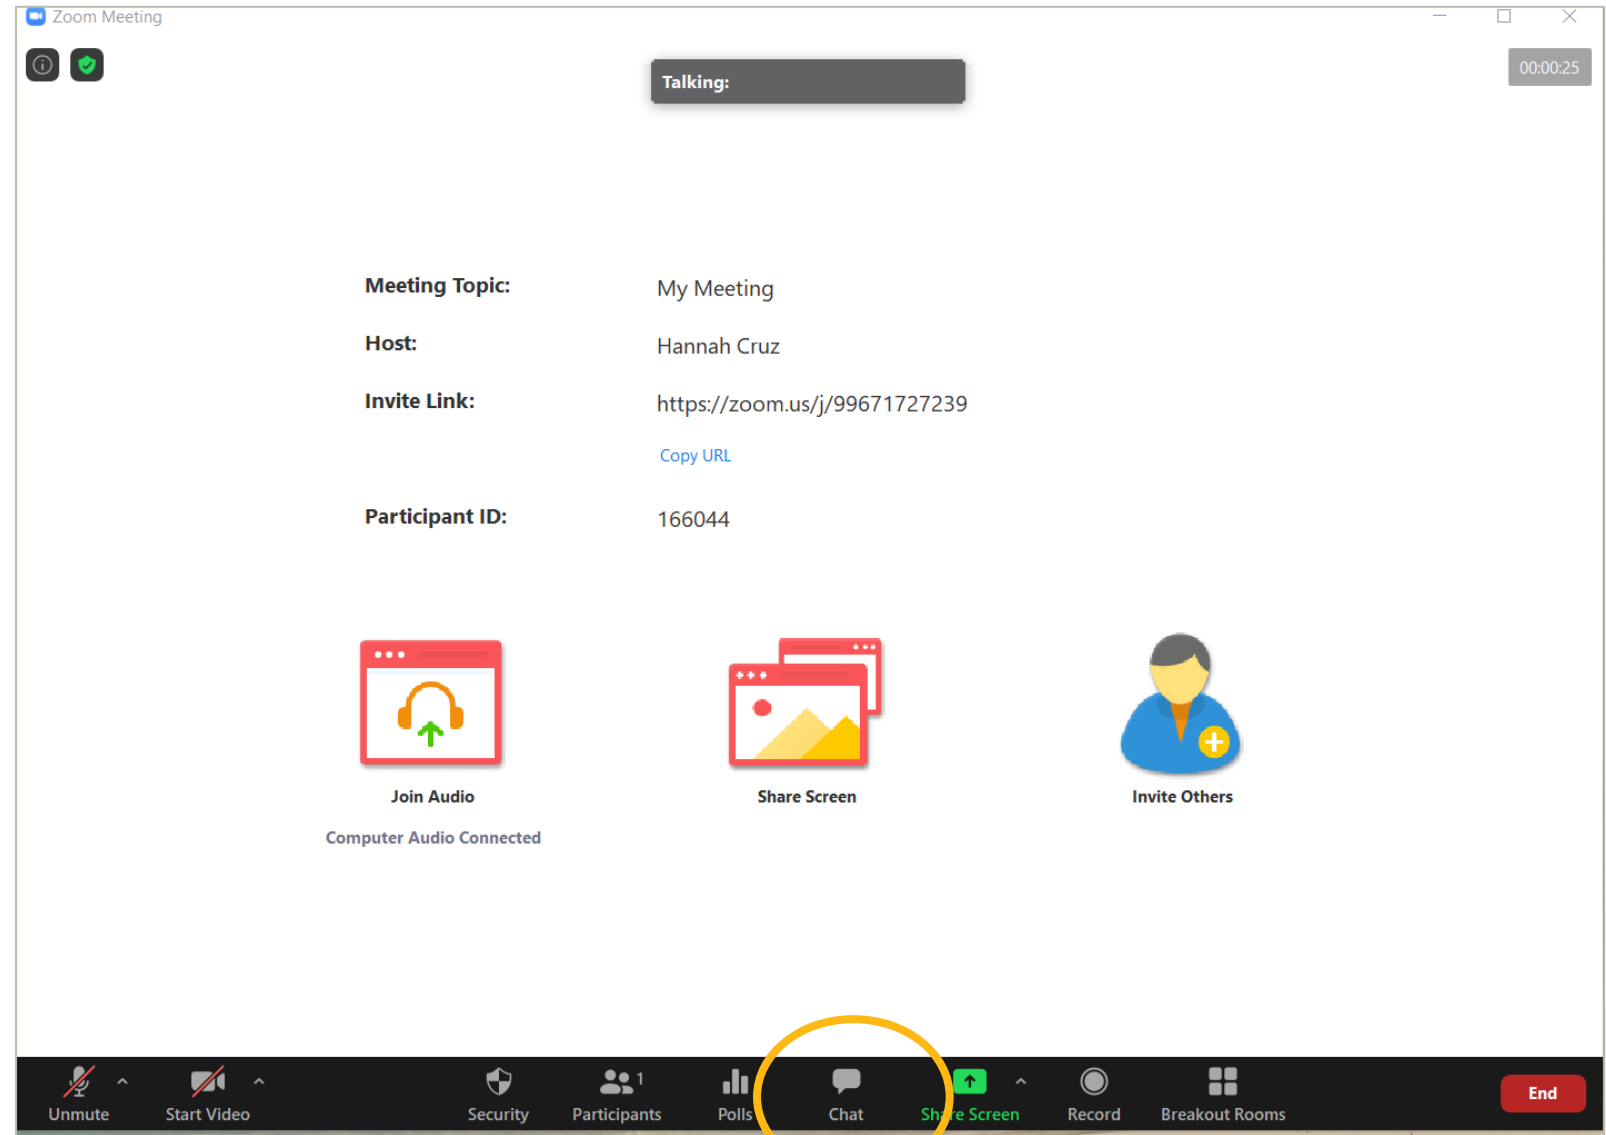 Zoom Meeting
Talking:
00:00:25
Meeting Topic: My Meeting
Host: Hannah Cruz
Invite Link: https://zoom.us/j/99671727239
Copy URL
Participant ID: 166044
Join Audio Share Screen Invite Others
Computer Audio Connected
1
Unmute Start Video Security Participants Polls Chat Share Screen Record Breakout Rooms End